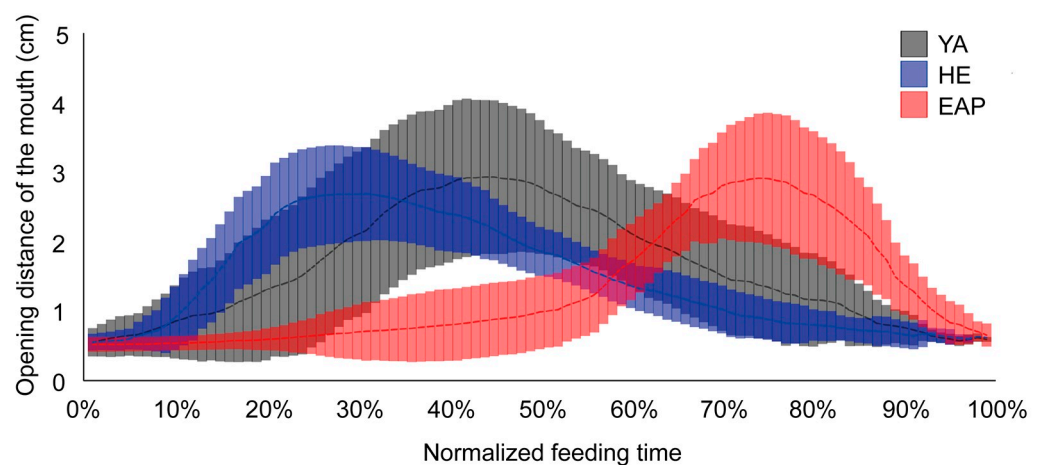 Opening distance of the mouth (cm)
5
4
3
2
1
0
YA
HE
EAP
0% 10% 20% 30% 40% 50% 60% 70% 80% 90% 100%
Normalized feeding time